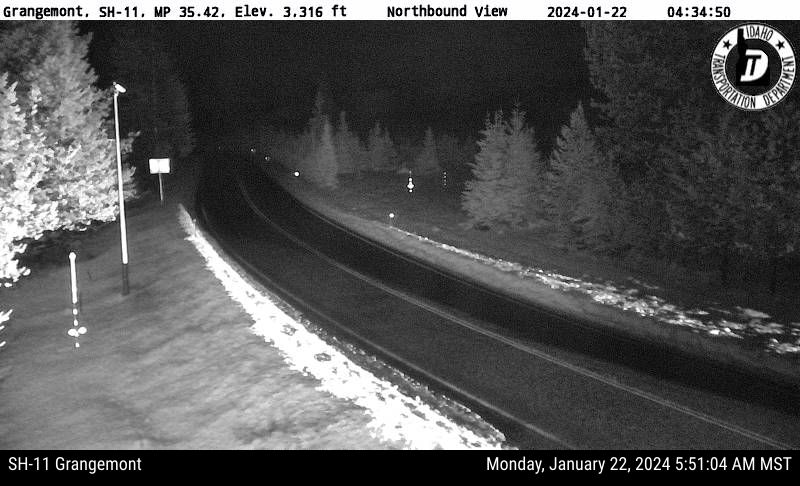 Grangemont, SH-11, MP 35.42, Elev. 3,316 ft Northbound View 2024-01-22 04:34:50
IDAHO
TRANSPORTATION DEPARTMENT
SH-11 Grangemont Monday, January 22, 2024 5:51:04 AM MST